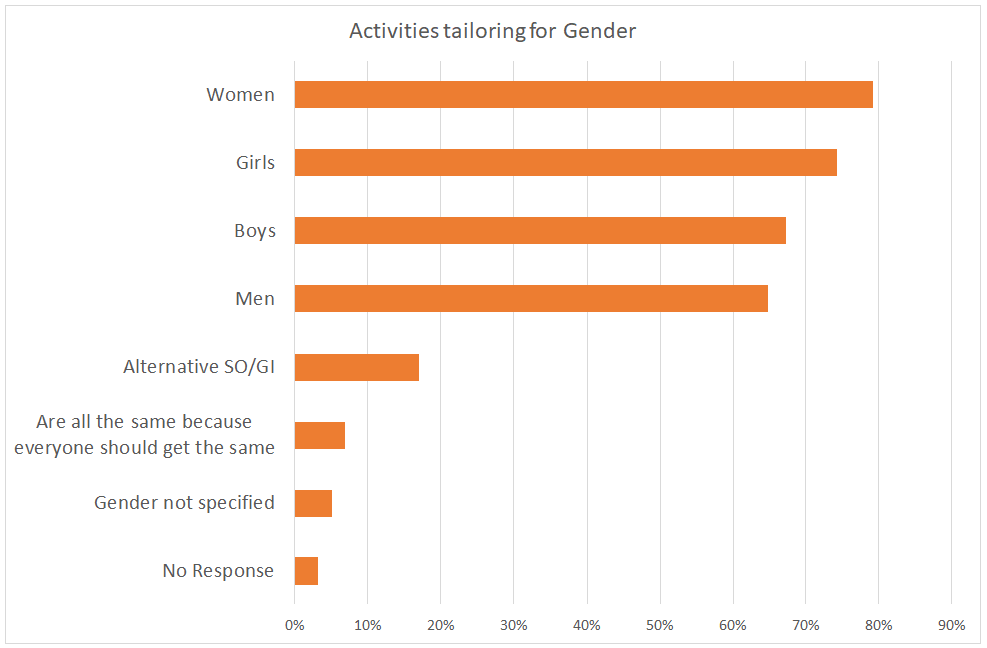 Activities tailoring for Gender
Women
Girls
Boys
Men
Alternative SO/GI
Are all the same because
everyone should get the same
Gender not specified
No Response
0% 10% 20% 30% 40% 50% 60% 70% 80% 90%